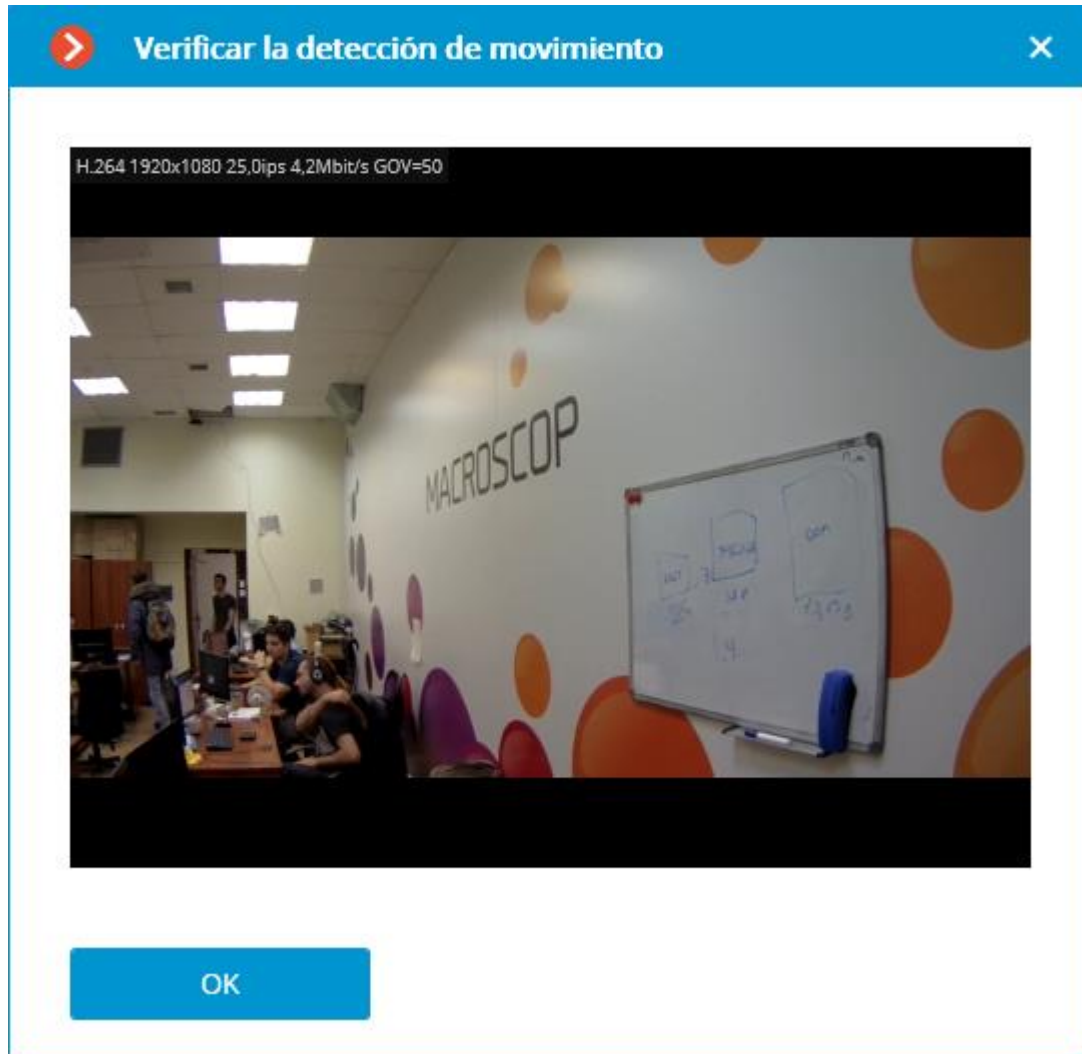 Verificar la detección de movimiento
H.264 1920x1080 25,0ips 4,2Mbit/s GOV=50
MACROSCOP
OK